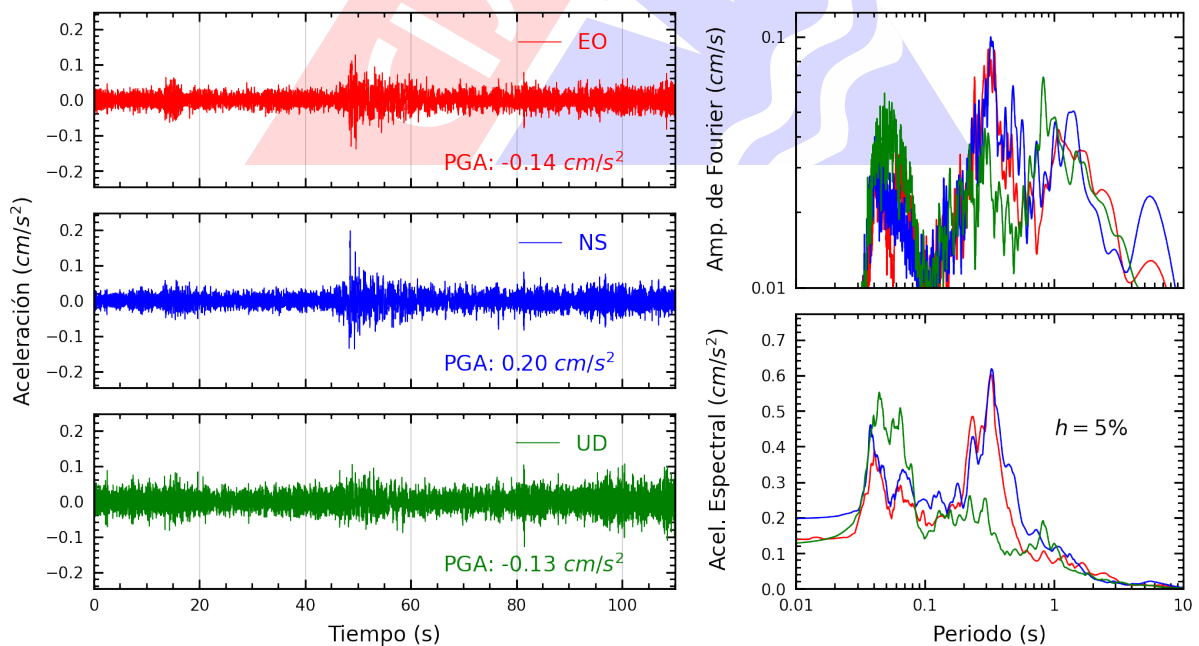 Aceleración (cm/s²)
0.2
0.1
0.0
−0.1
−0.2
EO
PGA: -0.14 cm/s²
0.2
0.1
0.0
−0.1
−0.2
NS
PGA: 0.20 cm/s²
0.2
0.1
0.0
−0.1
−0.2
UD
PGA: -0.13 cm/s²
0 20 40 60 80 100
Tiempo (s)
Amp. de Fourier (cm/s)
0.1
0.01
Acel. Espectral (cm/s²)
0.7
0.6
0.5
0.4
0.3
0.2
0.1
0.0
h = 5%
0.01 0.1 1 10
Periodo (s)